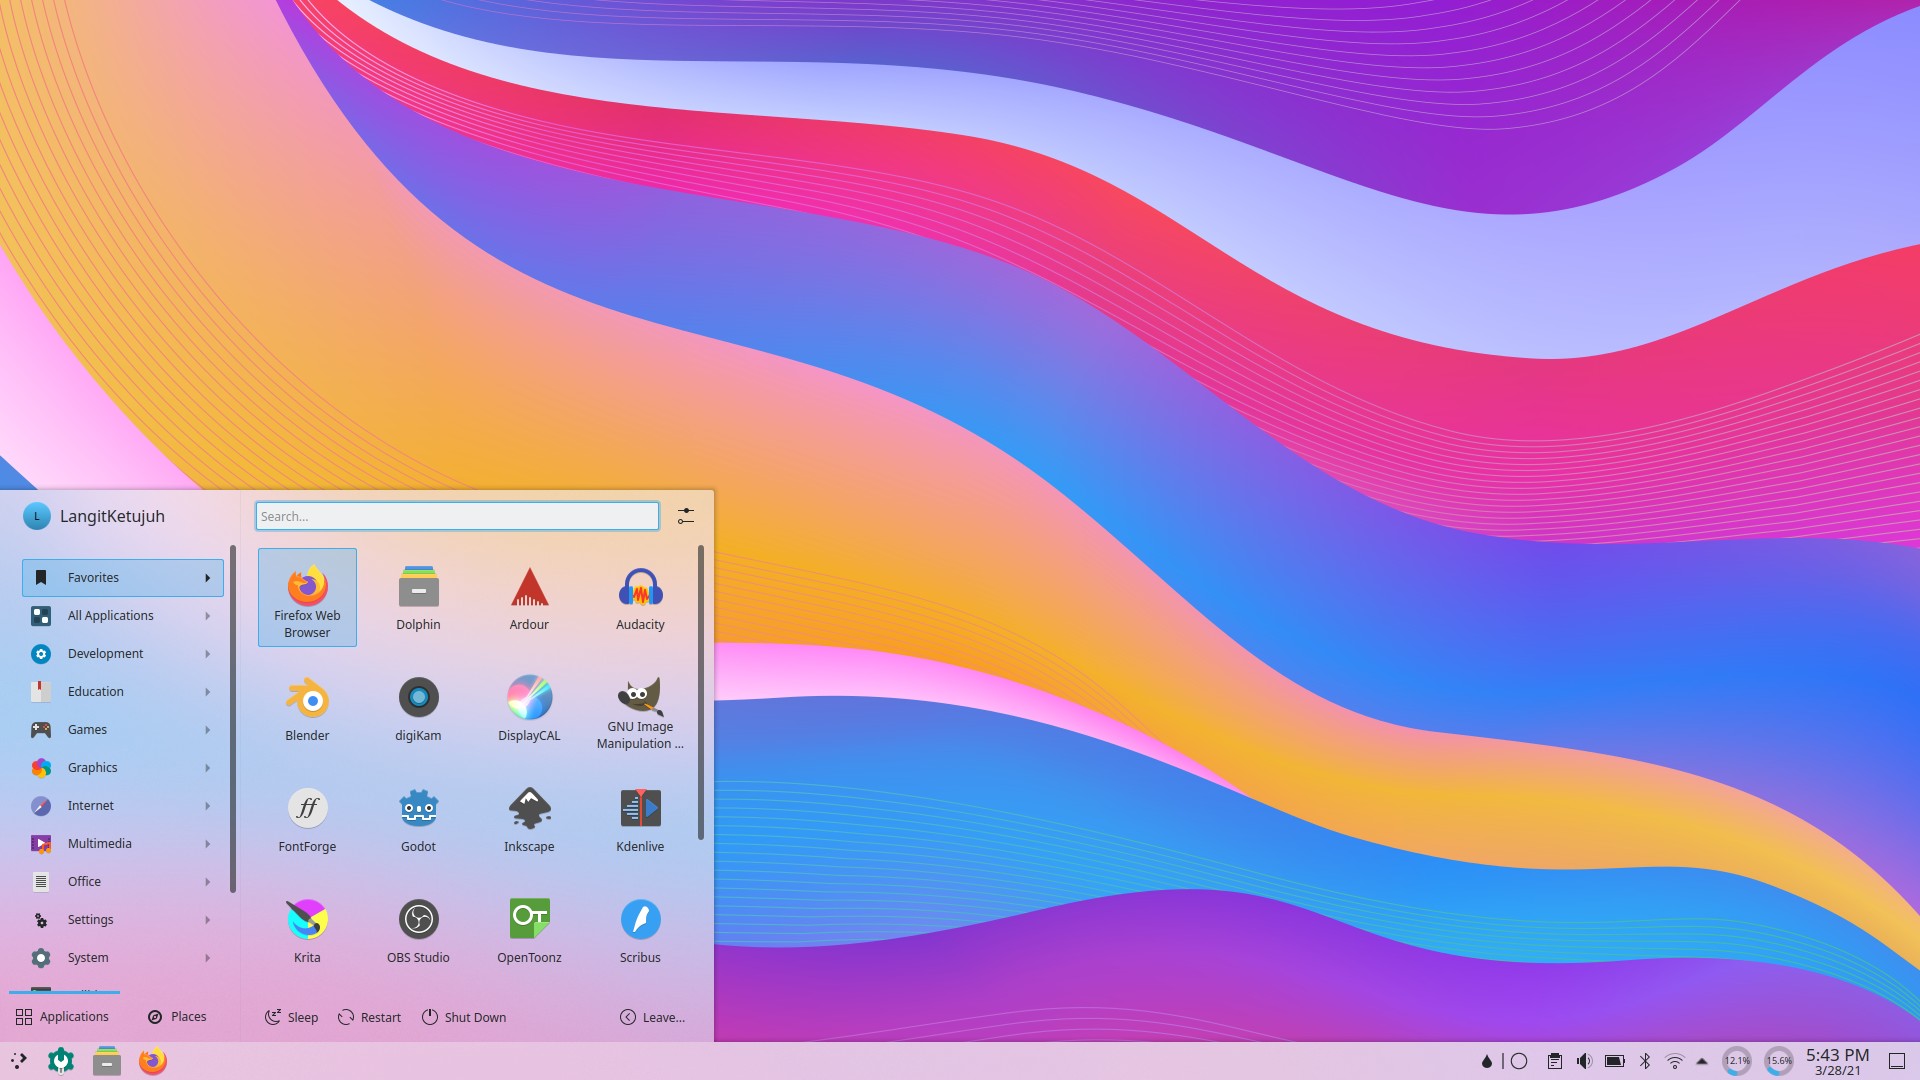 L LangitKetujuh
Search...
Favorites
All Applications
Development
Education
Games
Graphics
Internet
Multimedia
Office
Settings
System
Firefox Web
Browser
Dolphin
Ardour
Audacity
Blender
digiKam
DisplayCAL
GNU Image
Manipulation ...
FontForge
Godot
Inkscape
Kdenlive
Krita
OBS Studio
OpenToonz
Scribus
Applications
Places
Sleep
Restart
Shut Down
Leave...
12.1%
15.6%
5:43 PM
3/28/21